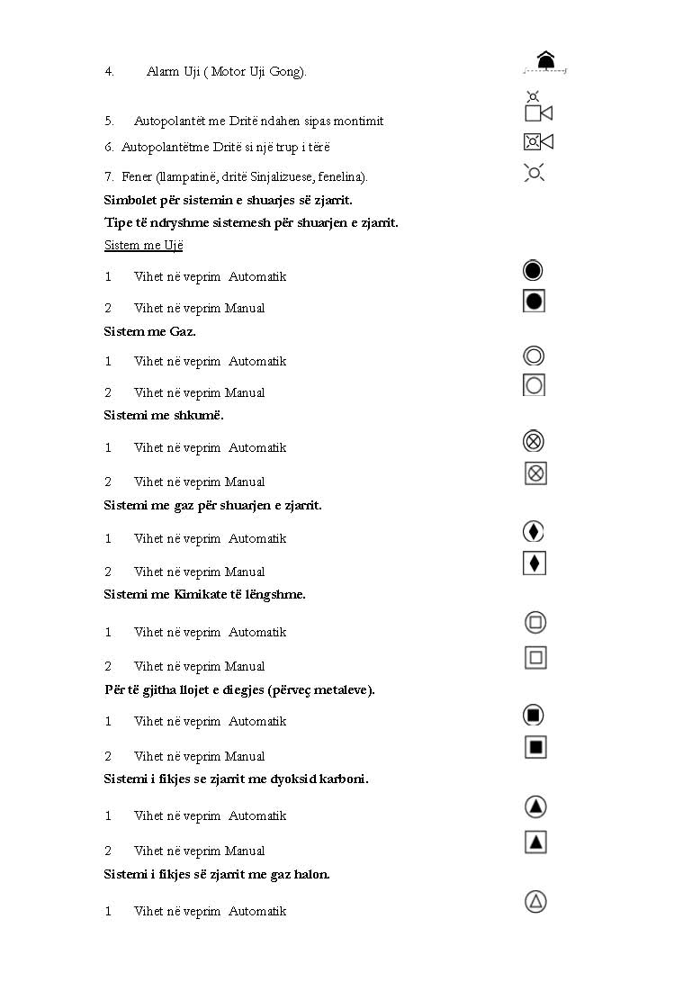 4. Alarm Uji ( Motor Uji Gong).
5. Autopolantët me Dritë ndahen sipas montimit
6. Autopolantëtme Dritë si një trup i tërë
7. Fener (llampatinë, dritë Sinjalizuese, fenelina).
Simbolet për sistemin e shuarjes së zjarrit.
Tipe të ndryshme sistemesh për shuarjen e zjarrit.
Sistem me Ujë
1 Vihet në veprim Automatik
2 Vihet në veprim Manual
Sistem me Gaz.
1 Vihet në veprim Automatik
2 Vihet në veprim Manual
Sistemi me shkumë.
1 Vihet në veprim Automatik
2 Vihet në veprim Manual
Sistemi me gaz për shuarjen e zjarrit.
1 Vihet në veprim Automatik
2 Vihet në veprim Manual
Sistemi me Kimikate të lëngshme.
1 Vihet në veprim Automatik
2 Vihet në veprim Manual
Për të gjitha llojet e diegjes (përveç metaleve).
1 Vihet në veprim Automatik
2 Vihet në veprim Manual
Sistemi i fikjes se zjarrit me dyoksid karboni.
1 Vihet në veprim Automatik
2 Vihet në veprim Manual
Sistemi i fikjes së zjarrit me gaz halon.
1 Vihet në veprim Automatik